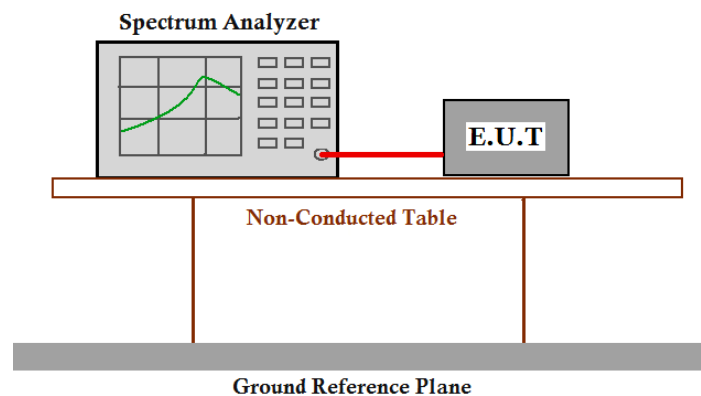 Spectrum Analyzer
E.U.T
Non-Conducted Table
Ground Reference Plane